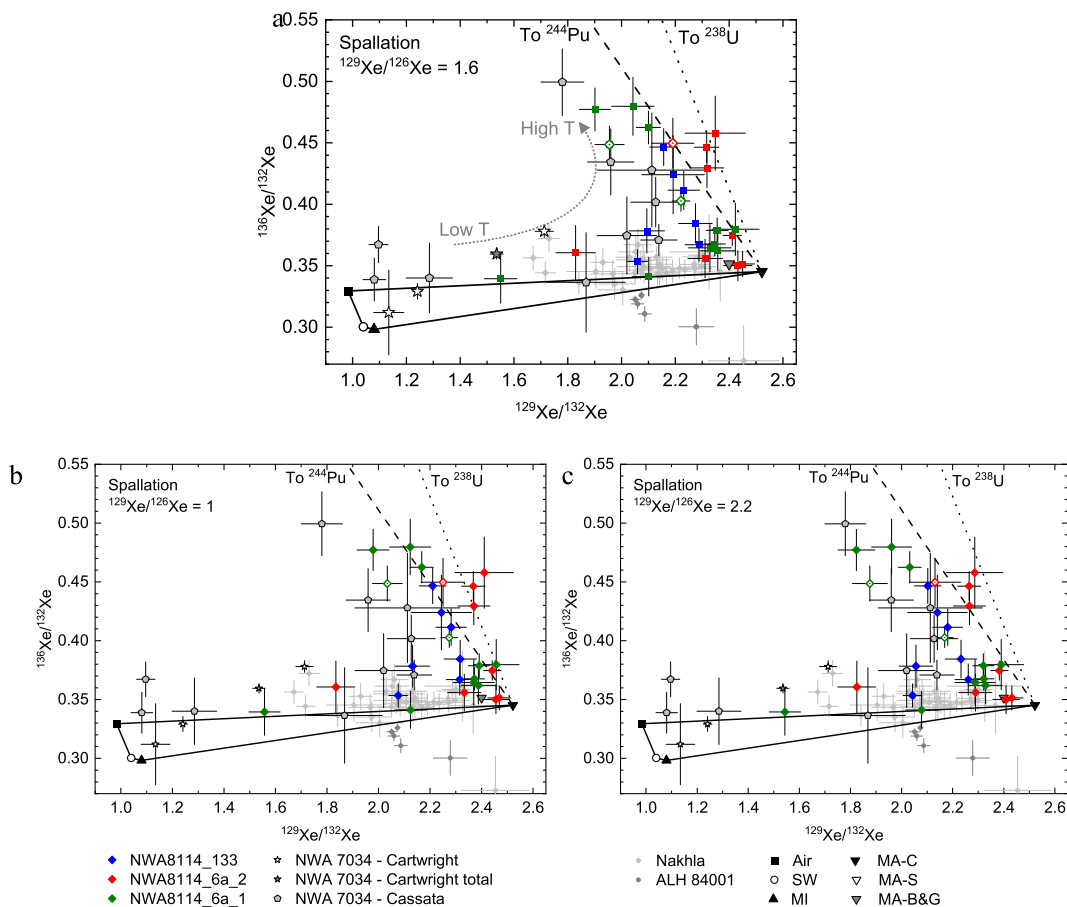 a
Spallation
¹²⁹Xe/¹²⁶Xe = 1.6
To ²⁴⁴Pu
To ²³⁸U
High T
Low T
0.55
0.50
0.45
0.40
0.35
0.30
¹³⁶Xe/¹³²Xe
1.0 1.2 1.4 1.6 1.8 2.0 2.2 2.4 2.6
¹²⁹Xe/¹³²Xe
b
Spallation
¹²⁹Xe/¹²⁶Xe = 1
To ²⁴⁴Pu
To ²³⁸U
0.55
0.50
0.45
0.40
0.35
0.30
¹³⁶Xe/¹³²Xe
1.0 1.2 1.4 1.6 1.8 2.0 2.2 2.4 2.6
¹²⁹Xe/¹³²Xe
c
Spallation
¹²⁹Xe/¹²⁶Xe = 2.2
To ²⁴⁴Pu
To ²³⁸U
0.55
0.50
0.45
0.40
0.35
0.30
¹³⁶Xe/¹³²Xe
1.0 1.2 1.4 1.6 1.8 2.0 2.2 2.4 2.6
¹²⁹Xe/¹³²Xe
NWA8114_133
NWA8114_6a_2
NWA8114_6a_1
NWA 7034 - Cartwright
NWA 7034 - Cartwright total
NWA 7034 - Cassata
Nakhla
ALH 84001
Air
SW
MI
MA-C
MA-S
MA-B&G